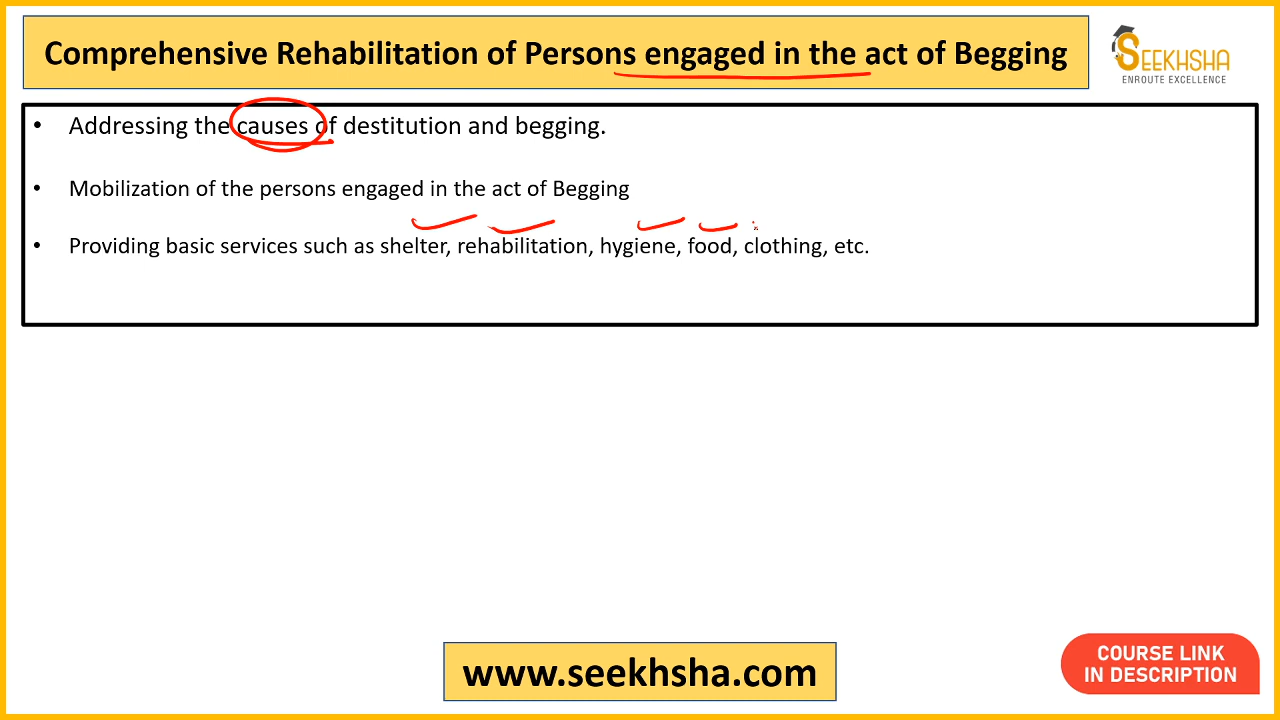 Comprehensive Rehabilitation of Persons engaged in the act of Begging
SEEKHSHA
ENROUTE EXCELLENCE
• Addressing the causes of destitution and begging.
• Mobilization of the persons engaged in the act of Begging
• Providing basic services such as shelter, rehabilitation, hygiene, food, clothing, etc.
www.seekhsha.com
COURSE LINK
IN DESCRIPTION